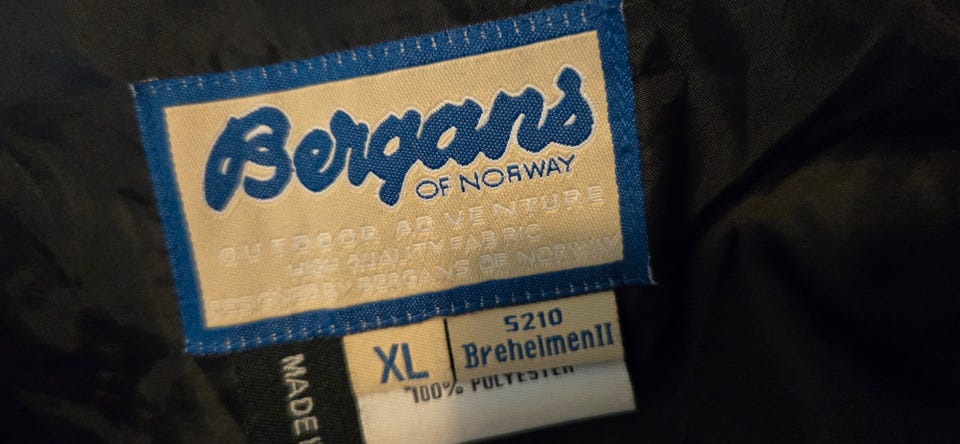 Bergans
OF NORWAY
OUTDOOR ADVENTURE
HIGH QUALITY FABRIC
DESIGNED BY BERGANS OF NORWAY
XL
5210
BreheimenII
100% POLYESTER
MADE